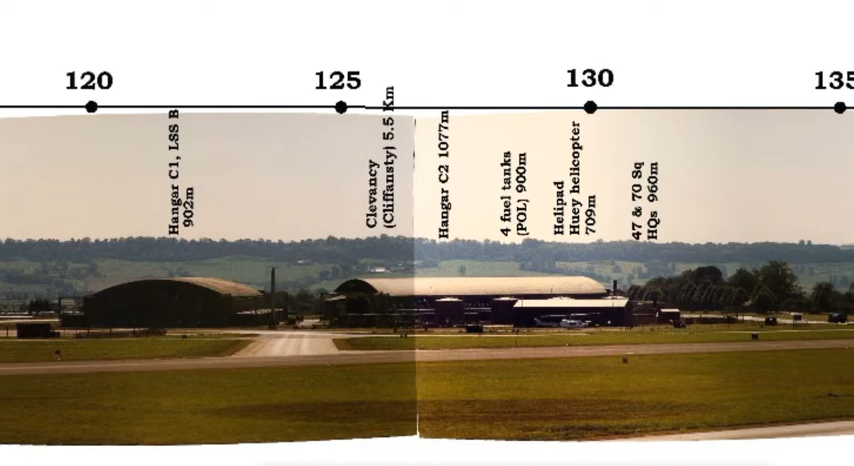 120
125
130
135
Hangar C1, LSS B
902m
Clevancy
(Cliffansty) 5.5 Km
Hangar C2 1077m
4 fuel tanks
(POL) 900m
Helipad
Huey helicopter
709m
47 & 70 Sq
HQs 960m